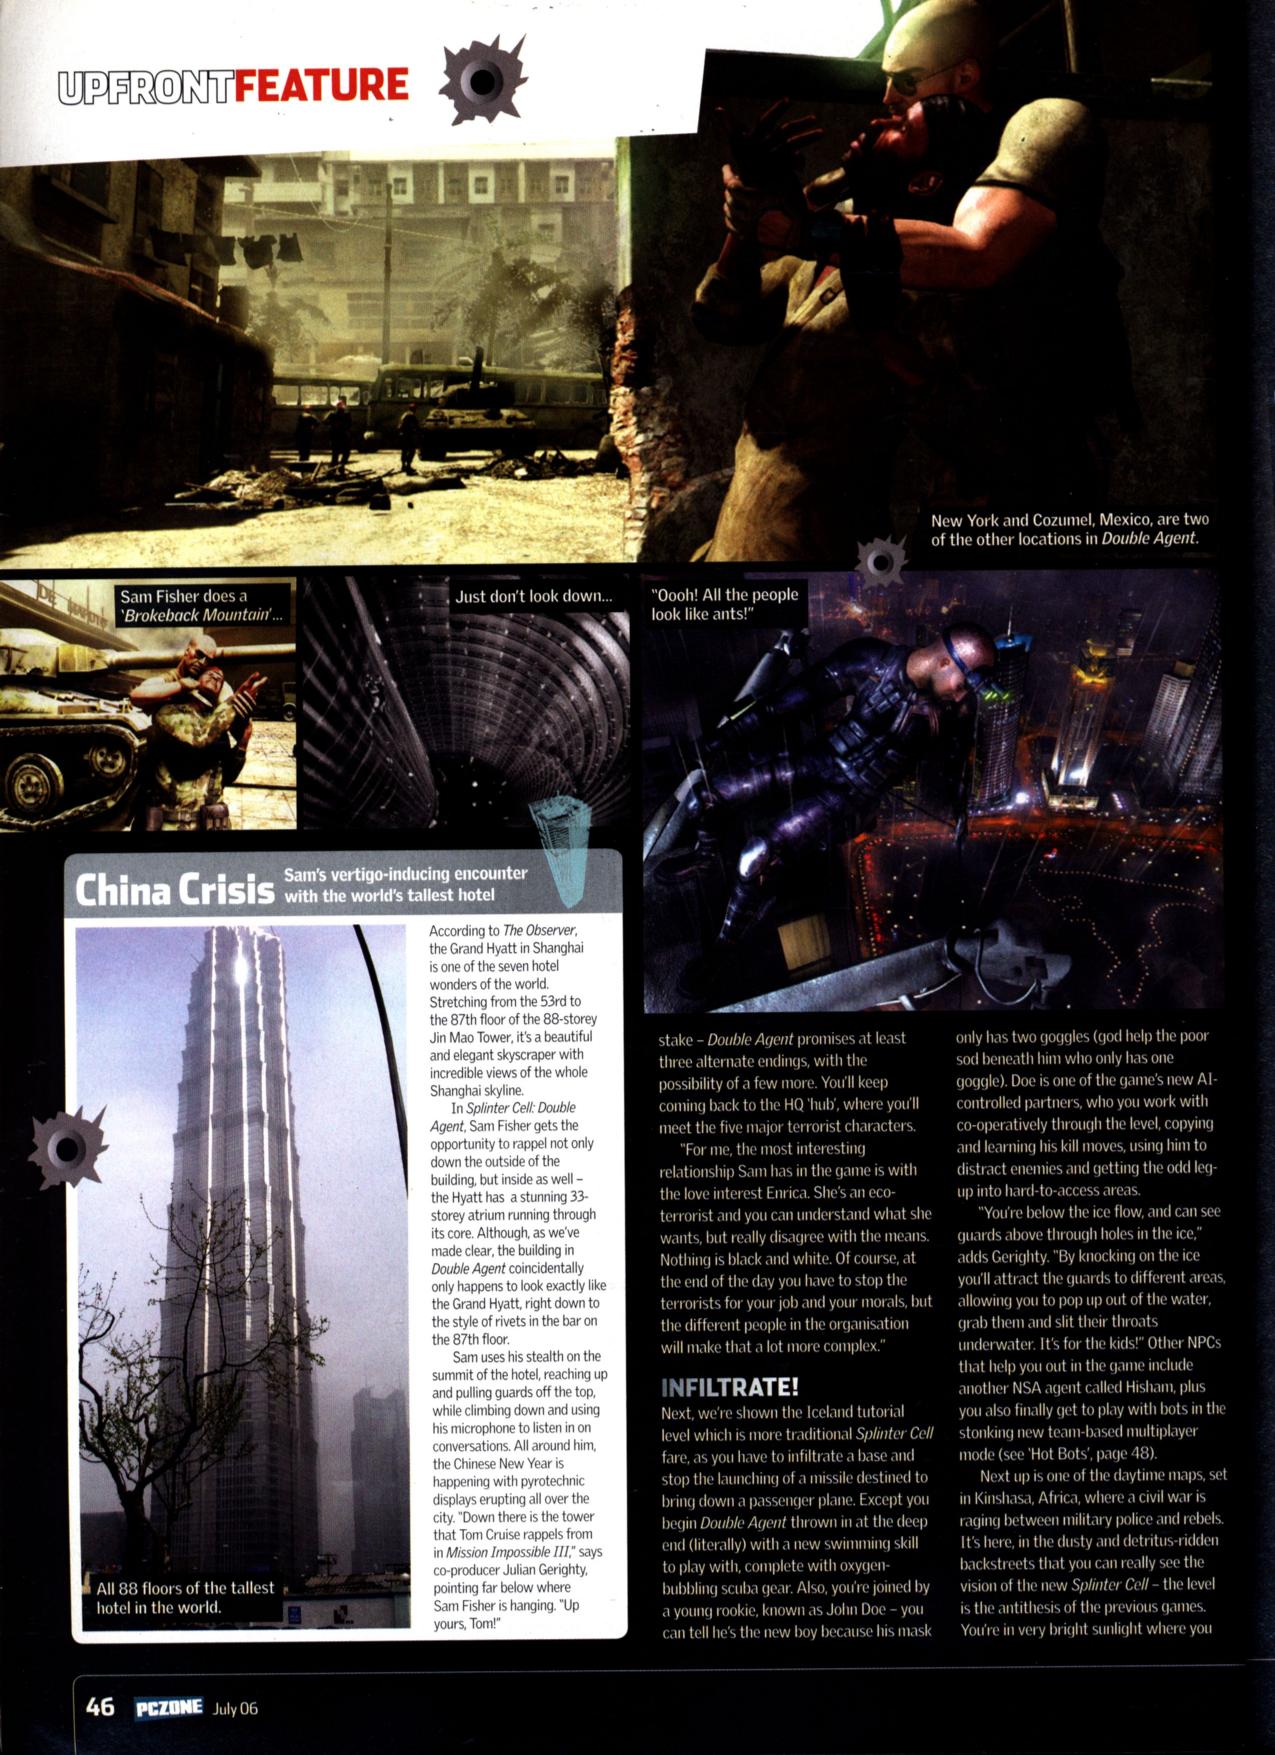 UPFRONTFEATURE
New York and Cozumel, Mexico, are two
of the other locations in Double Agent.
Sam Fisher does a
'Brokeback Mountain'...
Just don't look down...
"Oooh! All the people
look like ants!"
China Crisis
Sam's vertigo-inducing encounter
with the world's tallest hotel
According to The Observer,
the Grand Hyatt in Shanghai
is one of the seven hotel
wonders of the world.
Stretching from the 53rd to
the 87th floor of the 88-storey
Jin Mao Tower, it's a beautiful
and elegant skyscraper with
incredible views of the whole
Shanghai skyline.
In Splinter Cell: Double
Agent, Sam Fisher gets the
opportunity to rappel not only
down the outside of the
building, but inside as well –
the Hyatt has a stunning 33-
storey atrium running through
its core. Although, as we've
made clear, the building in
Double Agent coincidentally
only happens to look exactly like
the Grand Hyatt, right down to
the style of rivets in the bar on
the 87th floor.
Sam uses his stealth on the
summit of the hotel, reaching up
and pulling guards off the top,
while climbing down and using
his microphone to listen in on
conversations. All around him,
the Chinese New Year is
happening with pyrotechnic
displays erupting all over the
city. "Down there is the tower
that Tom Cruise rappels from
in Mission Impossible III," says
co-producer Julian Gerighty,
pointing far below where
Sam Fisher is hanging. "Up
yours, Tom!"
All 88 floors of the tallest
hotel in the world.
stake – Double Agent promises at least
three alternate endings, with the
possibility of a few more. You'll keep
coming back to the HQ 'hub', where you'll
meet the five major terrorist characters.
"For me, the most interesting
relationship Sam has in the game is with
the love interest Enrica. She's an eco-
terrorist and you can understand what she
wants, but really disagree with the means.
Nothing is black and white. Of course, at
the end of the day you have to stop the
terrorists for your job and your morals, but
the different people in the organisation
will make that a lot more complex."
INFILTRATE!
Next, we're shown the Iceland tutorial
level which is more traditional Splinter Cell
fare, as you have to infiltrate a base and
stop the launching of a missile destined to
bring down a passenger plane. Except you
begin Double Agent thrown in at the deep
end (literally) with a new swimming skill
to play with, complete with oxygen-
bubbling scuba gear. Also, you're joined by
a young rookie, known as John Doe – you
can tell he's the new boy because his mask
only has two goggles (god help the poor
sod beneath him who only has one
goggle). Doe is one of the game's new AI-
controlled partners, who you work with
co-operatively through the level, copying
and learning his kill moves, using him to
distract enemies and getting the odd leg-
up into hard-to-access areas.
"You're below the ice flow, and can see
guards above through holes in the ice,"
adds Gerighty. "By knocking on the ice
you'll attract the guards to different areas,
allowing you to pop up out of the water,
grab them and slit their throats
underwater. It's for the kids!" Other NPCs
that help you out in the game include
another NSA agent called Hisham, plus
you also finally get to play with bots in the
stonking new team-based multiplayer
mode (see 'Hot Bots', page 48).
Next up is one of the daytime maps, set
in Kinshasa, Africa, where a civil war is
raging between military police and rebels.
It's here, in the dusty and detritus-ridden
backstreets that you can really see the
vision of the new Splinter Cell – the level
is the antithesis of the previous games.
You're in very bright sunlight where you
46 PCZONE July 06